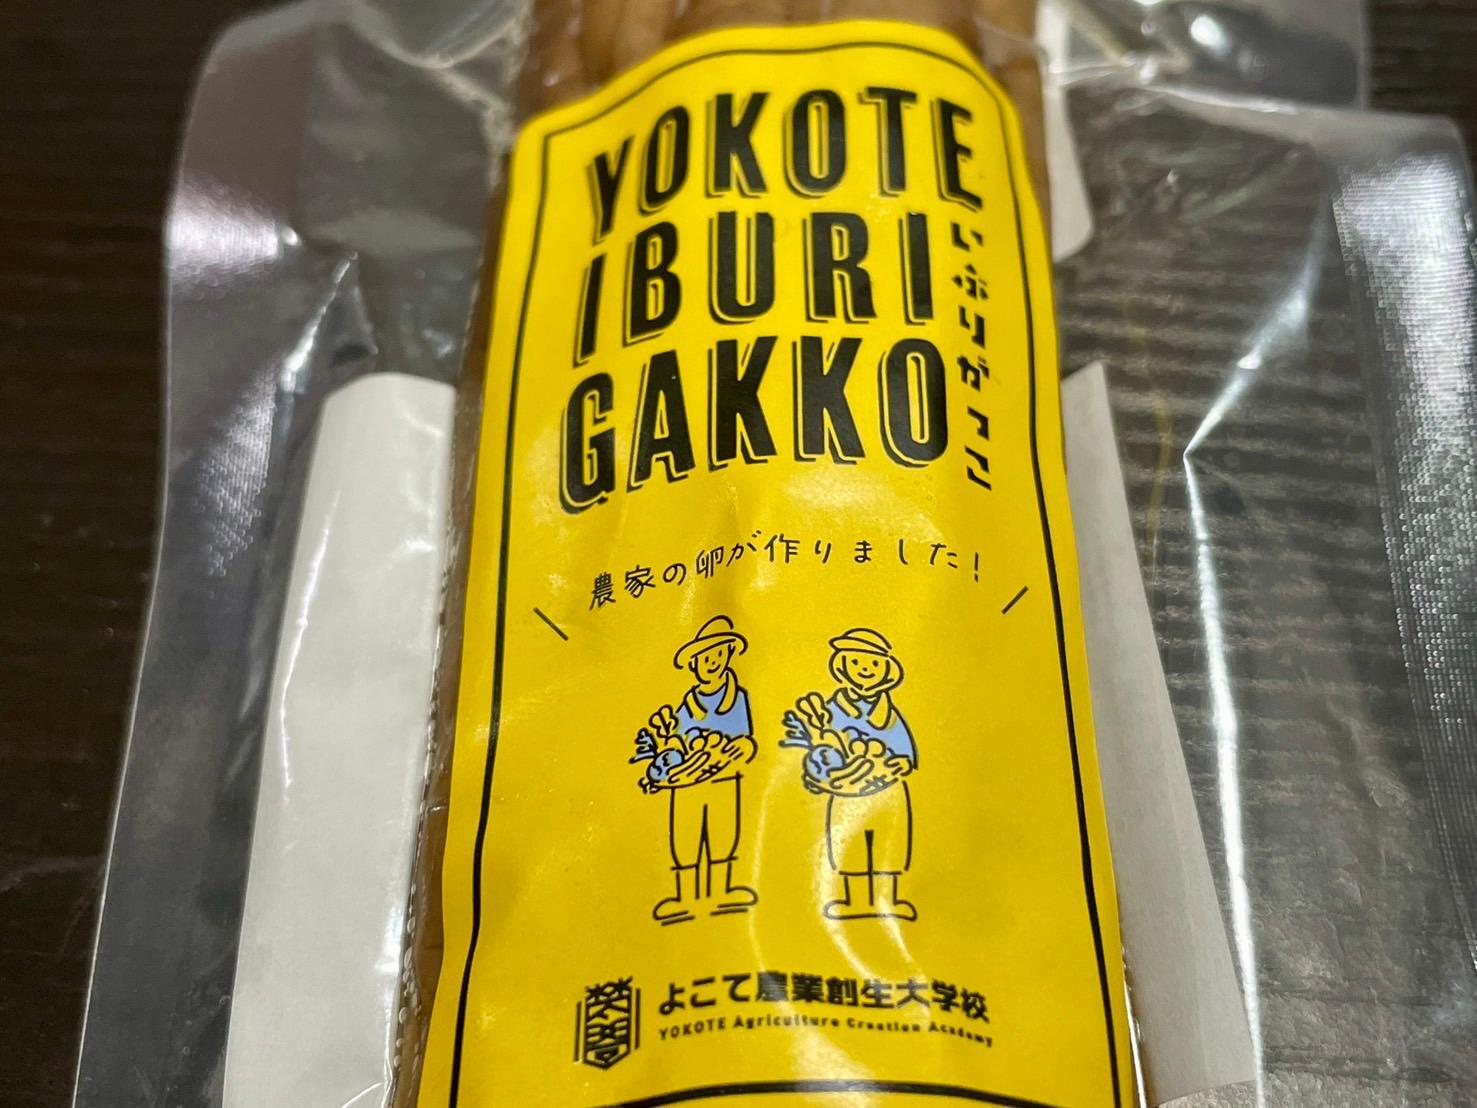 YOKOTE
IBURI
GAKKO
いぶりがっこ
農家の卵が作りました!
よこて農業創生大学校
YOKOTE Agriculture Creation Academy